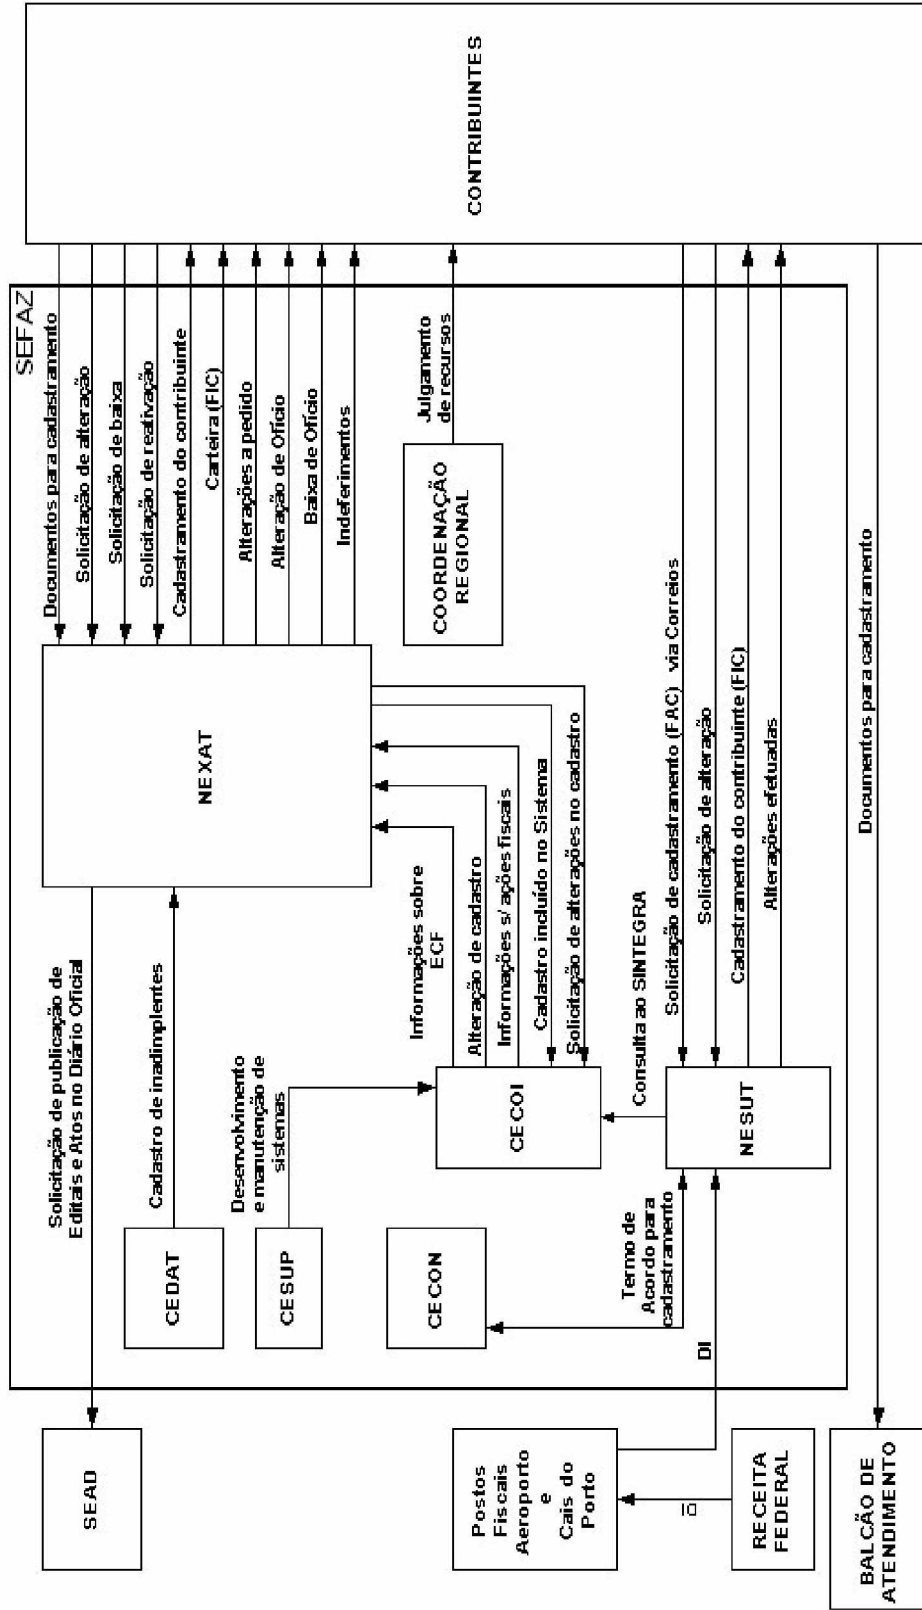 SEFAZ
CONTRIBUINTES
Documentos para cadastramento
Solicitação de alteração
Solicitação de baixa
Solicitação de reativação
Cadastramento do contribuinte
Carteira (FIC)
Alterações a pedido
Alteração de Ofício
Baixa de Ofício
Indeferimentos
Julgamento
de recursos
COORDENAÇÃO
REGIONAL
NEXAT
Solicitação de publicação de
Editais e Atos no Diário Oficial
Cadastro de inadimplentes
Desenvolvimento
e manutenção de
sistemas
Informações sobre
ECF
Alteração de cadastro
Informações s/ ações fiscais
Cadastro incluído no Sistema
Solicitação de alterações no cadastro
Consulta ao SINTEGRA
Solicitação de cadastramento (FAC) via Correios
Solicitação de alteração
Cadastramento do contribuinte (FIC)
Alterações efetuadas
Documentos para cadastramento
CEDAT
CESUP
CECON
CECOI
NESUT
Termo de
Acordo para
cadastramento
DI
SEAD
Postos
Fiscais
Aeroporto
e
Cais do
Porto
DI
RECEITA
FEDERAL
BALCÃO DE
ATENDIMENTO